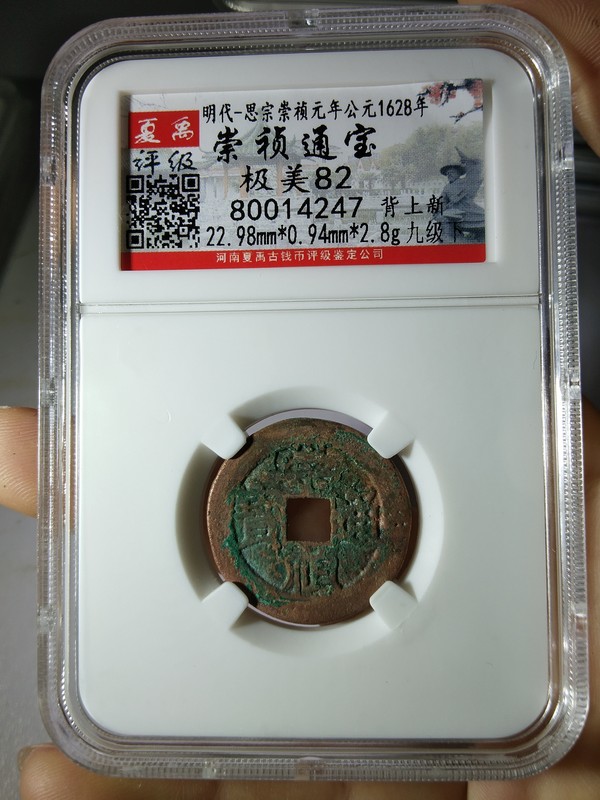 夏禹
评级
明代-思宗崇祯元年公元1628年
崇祯通宝
极美82
80014247 背上新
22.98mm*0.94mm*2.8g 九级下
河南夏禹古钱币评级鉴定公司
崇
祯